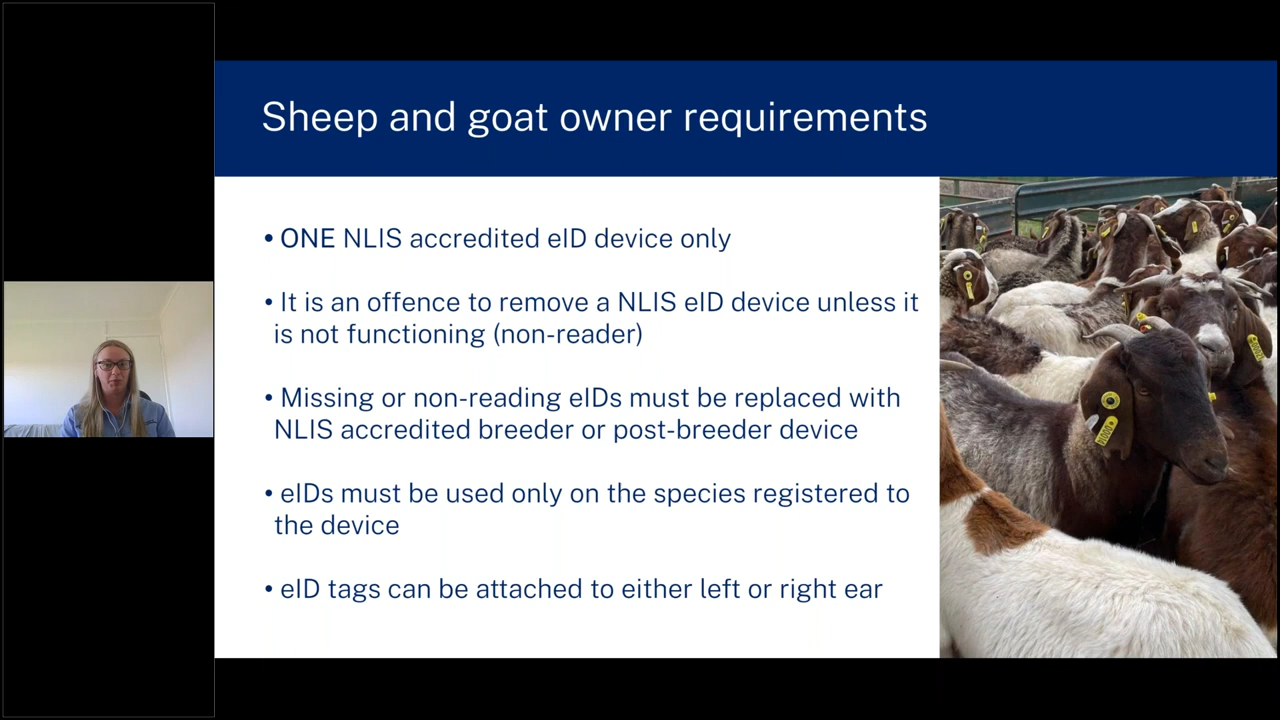 Sheep and goat owner requirements
• ONE NLIS accredited eID device only
• It is an offence to remove a NLIS eID device unless it
is not functioning (non-reader)
• Missing or non-reading eIDs must be replaced with
NLIS accredited breeder or post-breeder device
• eIDs must be used only on the species registered to
the device
• eID tags can be attached to either left or right ear